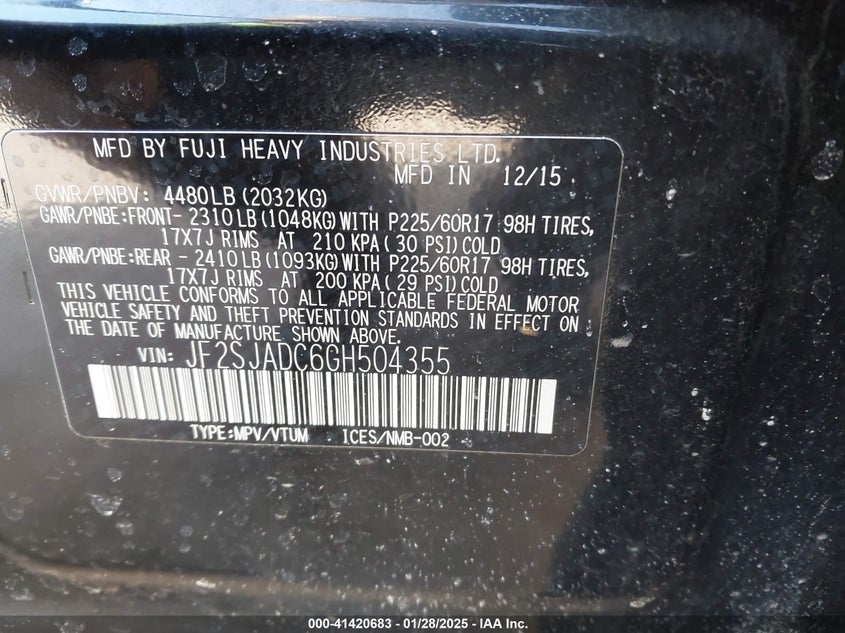 MFD BY FUJI HEAVY INDUSTRIES LTD.
MFD IN 12/15
GVWR/PNBV: 4480LB (2032KG)
GAWR/PNBE:FRONT- 2310LB (1048KG) WITH P225/60R17 98H TIRES,
17X7J RIMS AT 210 KPA ( 30 PSI) COLD
GAWR/PNBE:REAR - 2410LB (1093KG) WITH P225/60R17 98H TIRES,
17X7J RIMS AT 200 KPA ( 29 PSI) COLD
THIS VEHICLE CONFORMS TO ALL APPLICABLE FEDERAL MOTOR
VEHICLE SAFETY AND THEFT PREVENTION STANDARDS IN EFFECT ON
THE DATE OF MANUFACTURE SHOWN ABOVE.
VIN: JF2SJADC6GH504355
TYPE:MPV/VTUM ICES/NMB-002
000-41420683 - 01/28/2025 - IAA Inc.